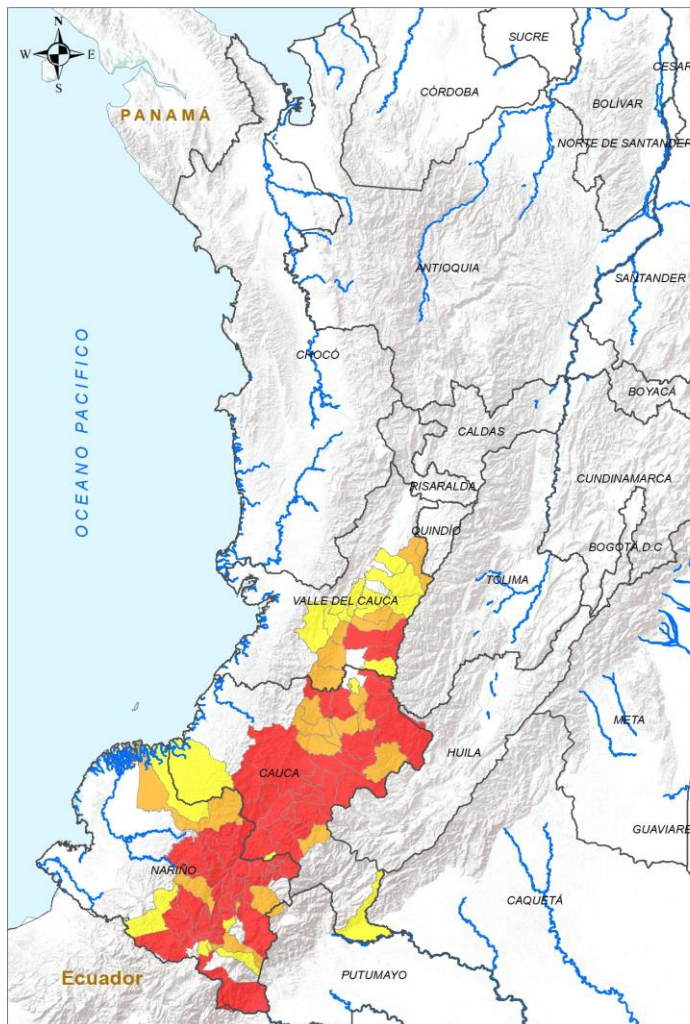 N
W E
S
PANAMÁ
SUCRE
CÓRDOBA
CESAR
BOLÍVAR
NORTE DE SANTANDER
ANTIOQUIA
SANTANDER
OCEANO PACIFICO
CHOCÓ
BOYACÁ
CALDAS
CUNDINAMARCA
RISARALDA
QUINDÍO
BOGOTÁ, D.C
TOLIMA
VALLE DEL CAUCA
META
HUILA
CAUCA
GUAVIARE
NARIÑO
CAQUETÁ
Ecuador
PUTUMAYO